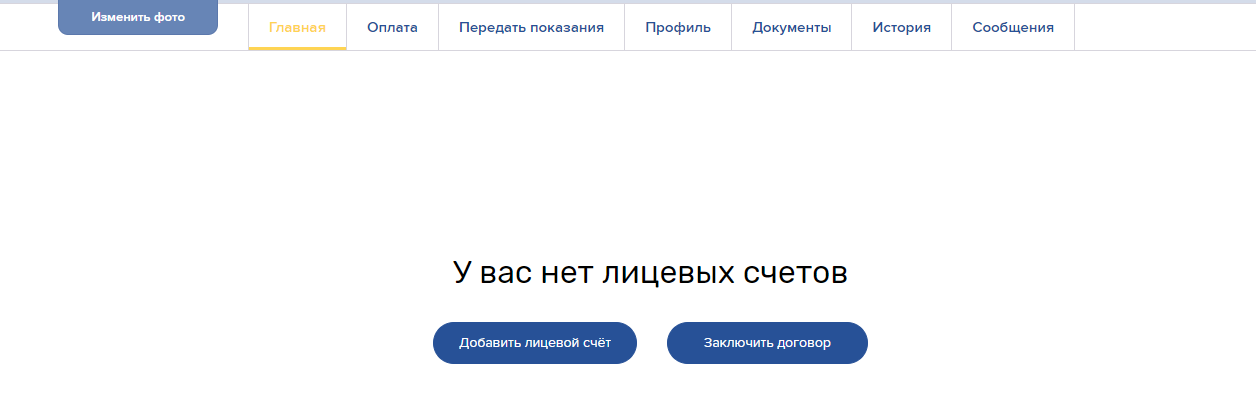 Изменить фото
Главная
Оплата
Передать показания
Профиль
Документы
История
Сообщения
У вас нет лицевых счетов
Добавить лицевой счёт
Заключить договор